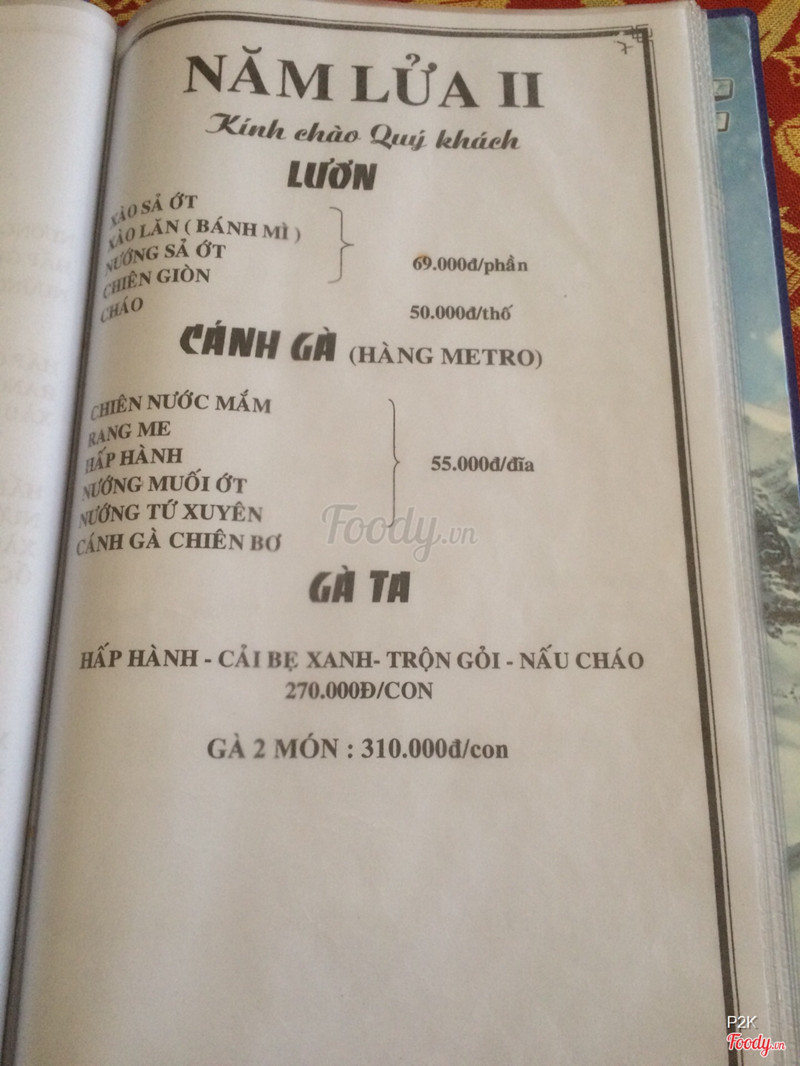 7
NĂM LỬA II
Kính chào Quý khách
LƯƠN
XÀO SẢ ỚT
XÀO LĂN ( BÁNH MÌ )
NƯỚNG SẢ ỚT
CHIÊN GIÒN
69.000đ/phần
CHÁO
50.000đ/thố
CÁNH GÀ (HÀNG METRO)
CHIÊN NƯỚC MẮM
RANG ME
HẤP HÀNH
55.000đ/đĩa
NƯỚNG MUỐI ỚT
NƯỚNG TỨ XUYÊN
CÁNH GÀ CHIÊN BƠ
Foody.vn
GÀ TA
HẤP HÀNH - CẢI BẸ XANH- TRỘN GỎI - NẤU CHÁO
270.000Đ/CON
GÀ 2 MÓN : 310.000đ/con
P2K
Foody.vn